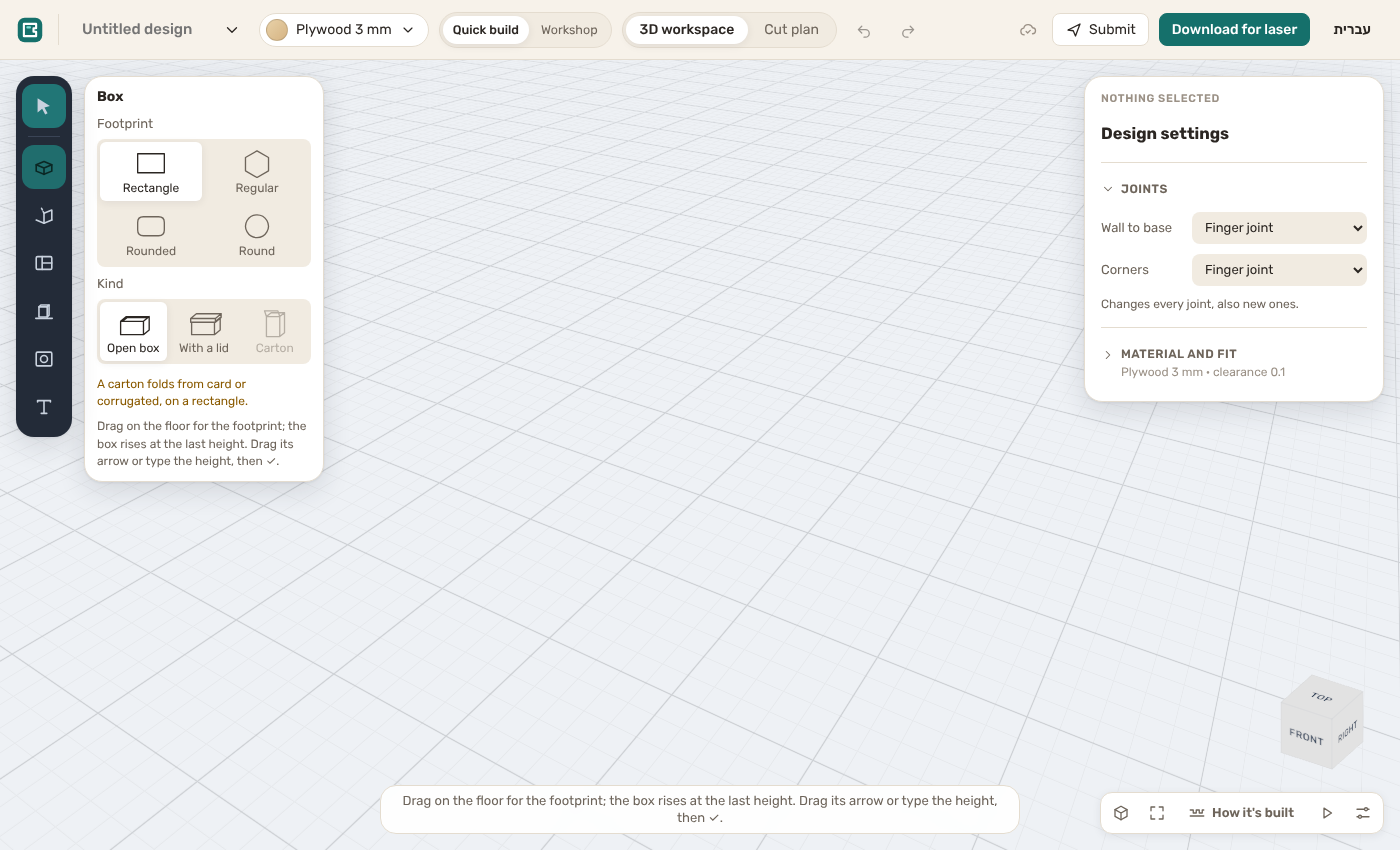 Untitled design
Plywood 3 mm
Quick build
Workshop
3D workspace
Cut plan
Submit
Download for laser
עברית
Box
Footprint
Rectangle
Regular
Rounded
Round
Kind
Open box
With a lid
Carton
A carton folds from card or
corrugated, on a rectangle.
Drag on the floor for the footprint; the
box rises at the last height. Drag its
arrow or type the height, then ✓.
NOTHING SELECTED
Design settings
JOINTS
Wall to base
Finger joint
Corners
Finger joint
Changes every joint, also new ones.
MATERIAL AND FIT
Plywood 3 mm • clearance 0.1
TOP
FRONT
RIGHT
Drag on the floor for the footprint; the box rises at the last height. Drag its arrow or type the height,
then ✓.
How it's built